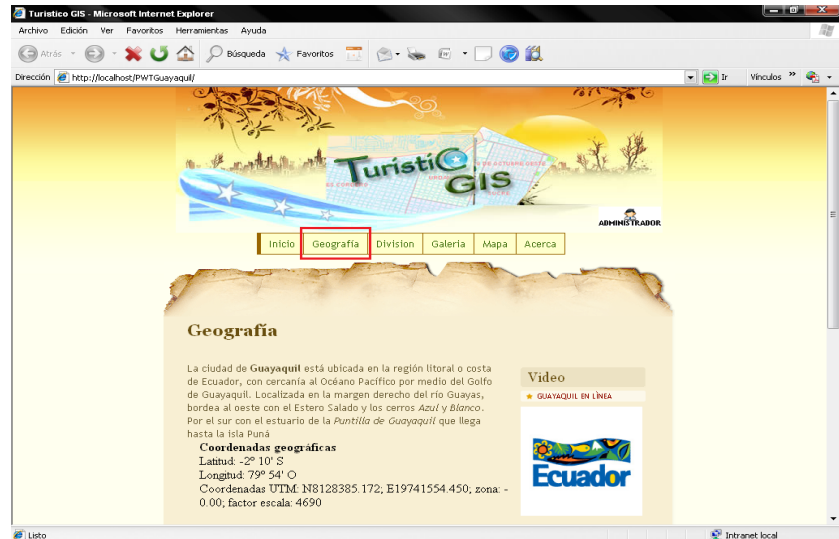 Turistico GIS - Microsoft Internet Explorer
Archivo Edición Ver Favoritos Herramientas Ayuda
Atrás Búsqueda Favoritos
Dirección http://localhost/PWTGuayaquil/ Ir Vínculos »
Turístico
GIS
ADMINISTRADOR
Inicio Geografía Division Galeria Mapa Acerca
Geografía
La ciudad de Guayaquil está ubicada en la región litoral o costa
de Ecuador, con cercanía al Océano Pacífico por medio del Golfo
de Guayaquil. Localizada en la margen derecho del río Guayas,
bordea al oeste con el Estero Salado y los cerros Azul y Blanco.
Por el sur con el estuario de la Puntilla de Guayaquil que llega
hasta la isla Puná
Coordenadas geográficas
Latitud: -2º 10' S
Longitud: 79º 54' O
Coordenadas UTM: N8128385.172; E19741554.450; zona: -
0.00; factor escala: 4690
Video
GUAYAQUIL EN LÌNEA
Ecuador
Listo Intranet local